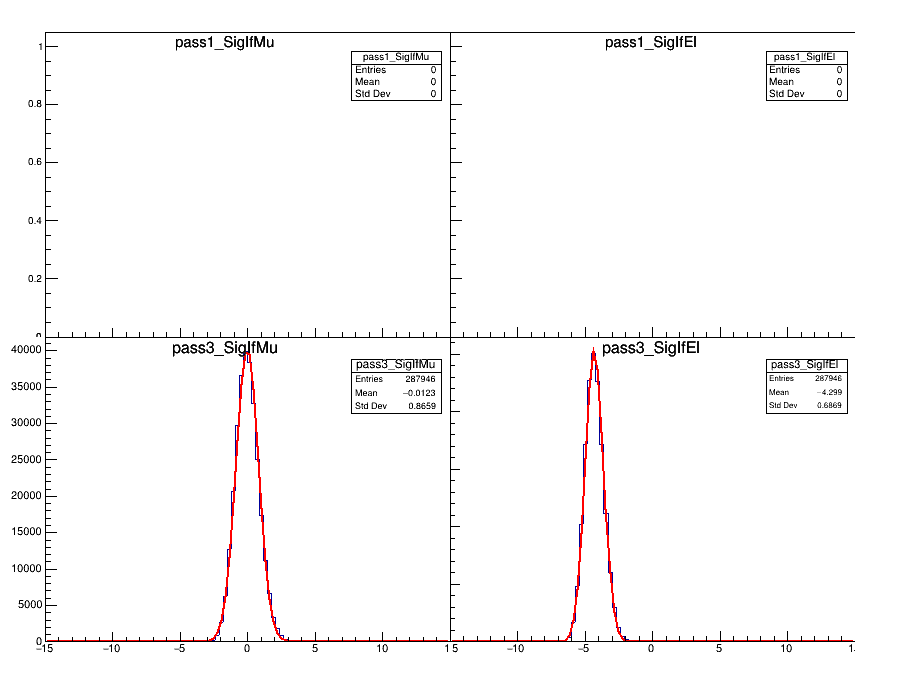 pass1_SigIfMu
pass1_SigIfMu
Entries 0
Mean 0
Std Dev 0
1
0.8
0.6
0.4
0.2
pass1_SigIfEl
pass1_SigIfEl
Entries 0
Mean 0
Std Dev 0
pass3_SigIfMu
pass3_SigIfMu
Entries 287946
Mean −0.0123
Std Dev 0.8659
40000
35000
30000
25000
20000
15000
10000
5000
0
−15 −10 −5 0 5 10 15
pass3_SigIfEl
pass3_SigIfEl
Entries 287946
Mean −4.299
Std Dev 0.6869
−10 −5 0 5 10